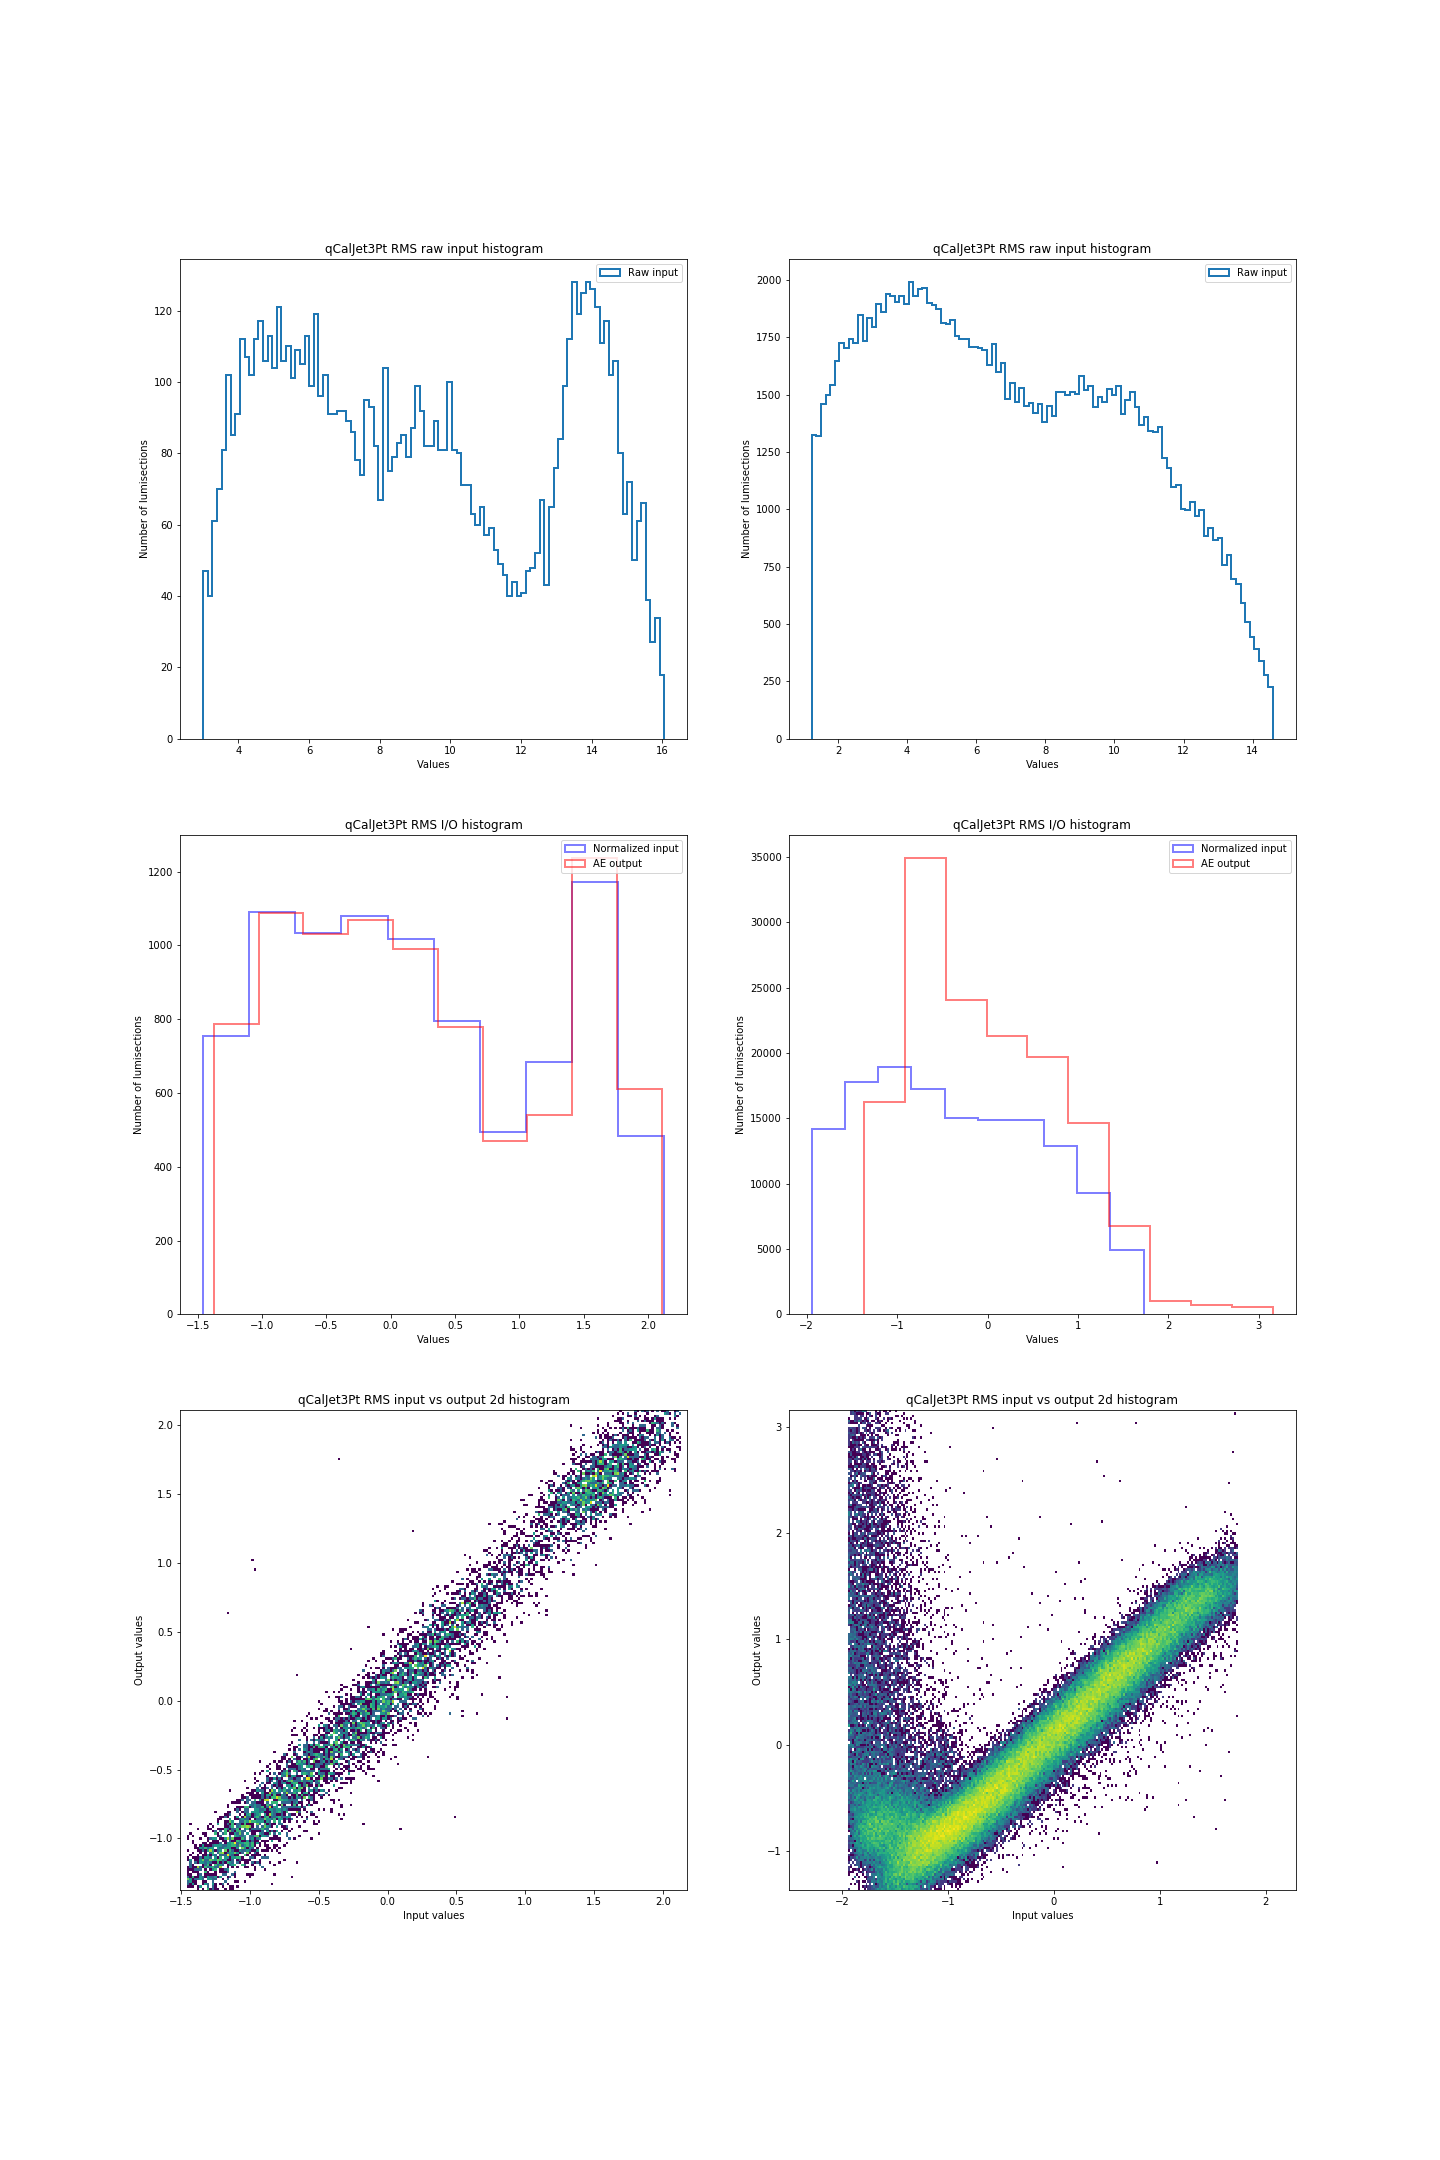 qCalJet3Pt RMS raw input histogram
Raw input
120
100
80
60
40
20
0
Number of lumisections
4 6 8 10 12 14 16
Values
qCalJet3Pt RMS raw input histogram
Raw input
2000
1750
1500
1250
1000
750
500
250
0
Number of lumisections
2 4 6 8 10 12 14
Values
qCalJet3Pt RMS I/O histogram
Normalized input
AE output
1200
1000
800
600
400
200
0
Number of lumisections
−1.5 −1.0 −0.5 0.0 0.5 1.0 1.5 2.0
Values
qCalJet3Pt RMS I/O histogram
Normalized input
AE output
35000
30000
25000
20000
15000
10000
5000
0
Number of lumisections
−2 −1 0 1 2 3
Values
qCalJet3Pt RMS input vs output 2d histogram
2.0
1.5
1.0
0.5
0.0
−0.5
−1.0
Output values
−1.5 −1.0 −0.5 0.0 0.5 1.0 1.5 2.0
Input values
qCalJet3Pt RMS input vs output 2d histogram
3
2
1
0
−1
Output values
−2 −1 0 1 2
Input values